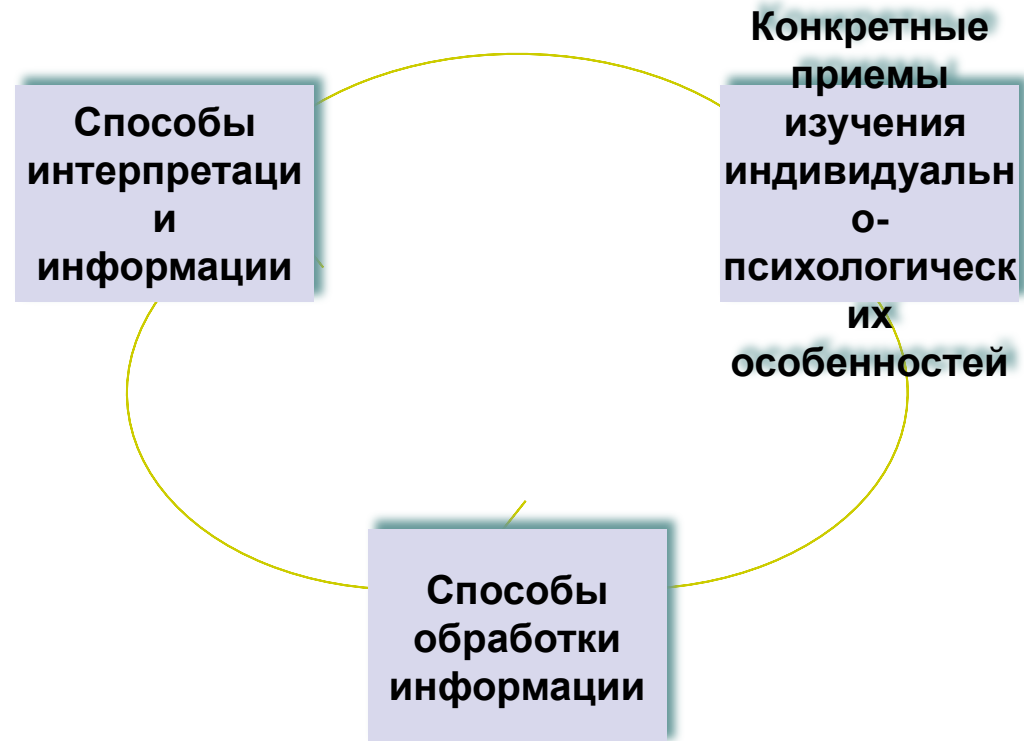 Способы
интерпретаци
и
информации
Конкретные
приемы
изучения
индивидуальн
о-
психологическ
их
особенностей
Способы
обработки
информации